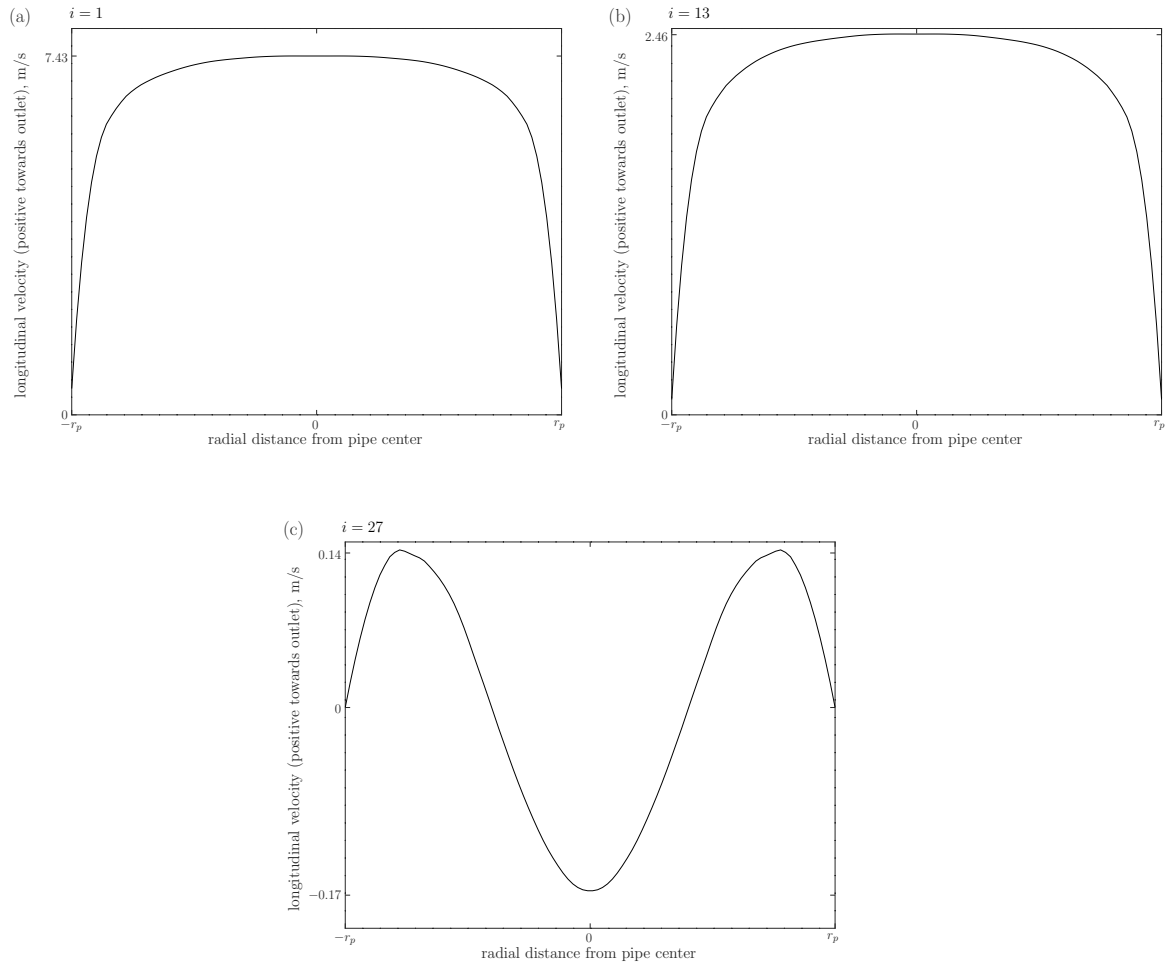 (a)
i = 1
longitudinal velocity (positive towards outlet), m/s
7.43
0
−r_p
0
r_p
radial distance from pipe center
(b)
i = 13
longitudinal velocity (positive towards outlet), m/s
2.46
0
−r_p
0
r_p
radial distance from pipe center
(c)
i = 27
longitudinal velocity (positive towards outlet), m/s
0.14
0
−0.17
−r_p
0
r_p
radial distance from pipe center